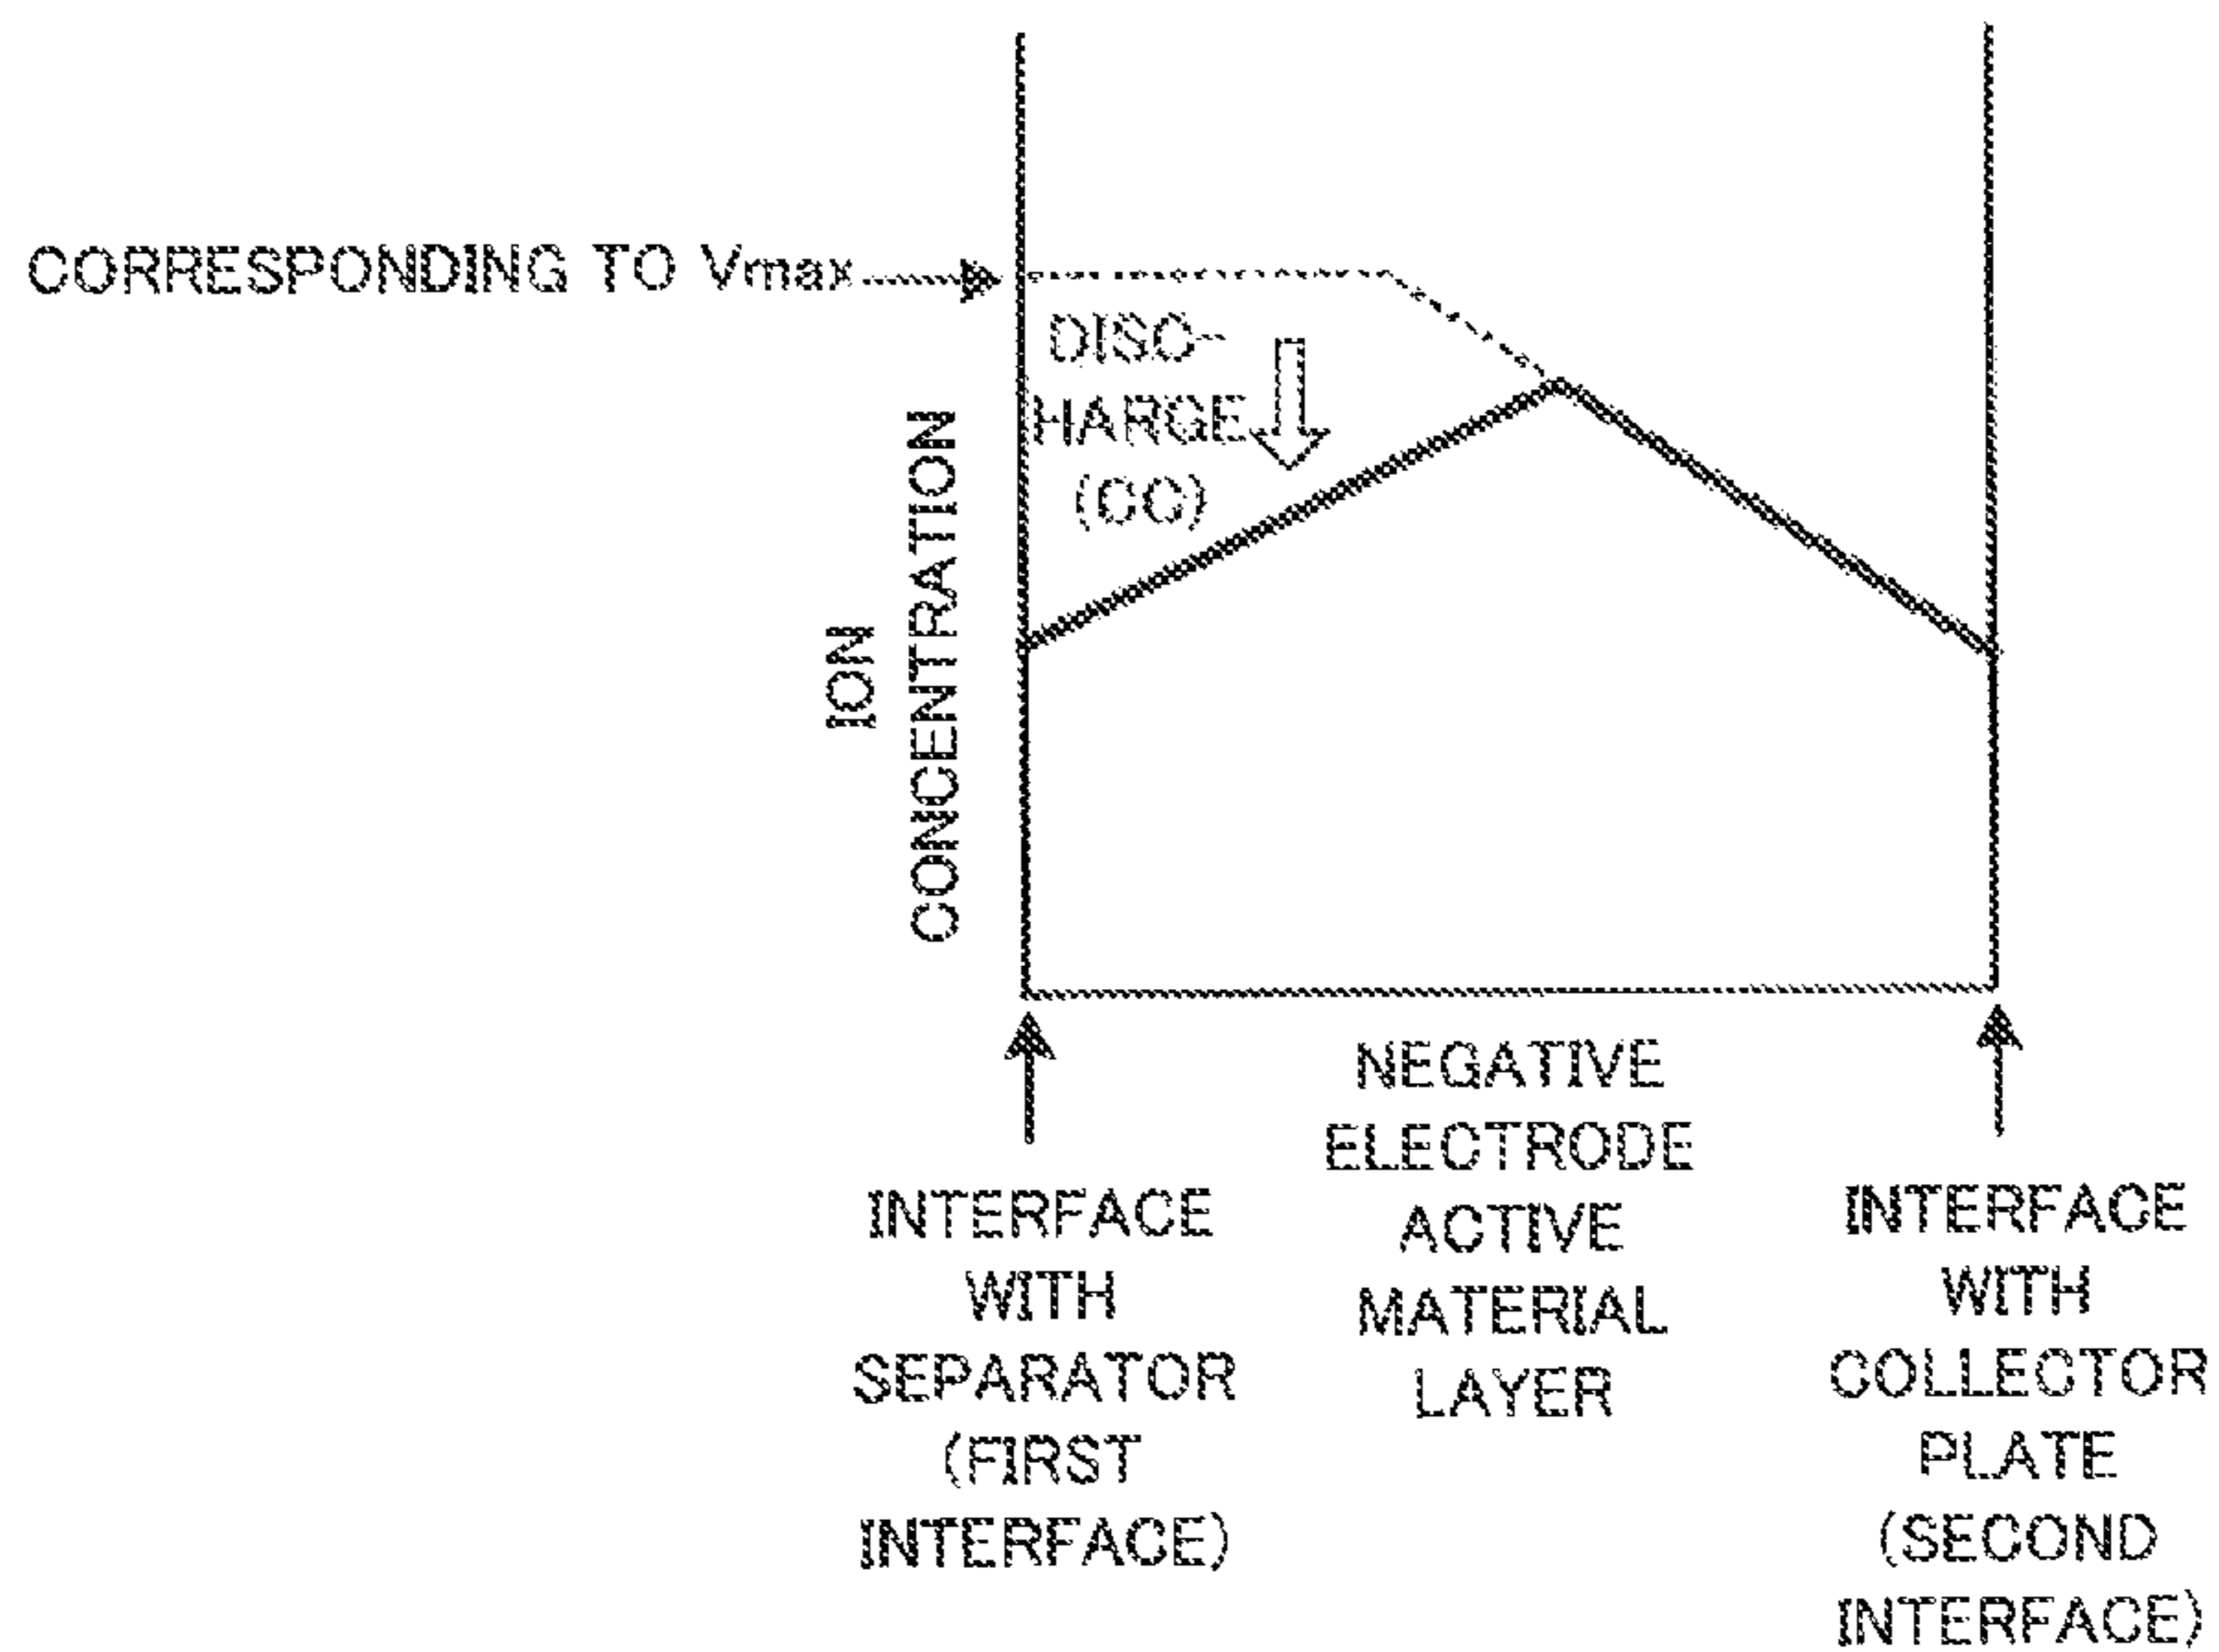 CORRESPONDING TO Vmax
DISC-
HARGE
(CC)
ION
CONCENTRATION
NEGATIVE
ELECTRODE
ACTIVE
MATERIAL
LAYER
INTERFACE
WITH
SEPARATOR
(FIRST
INTERFACE)
INTERFACE
WITH
COLLECTOR
PLATE
(SECOND
INTERFACE)